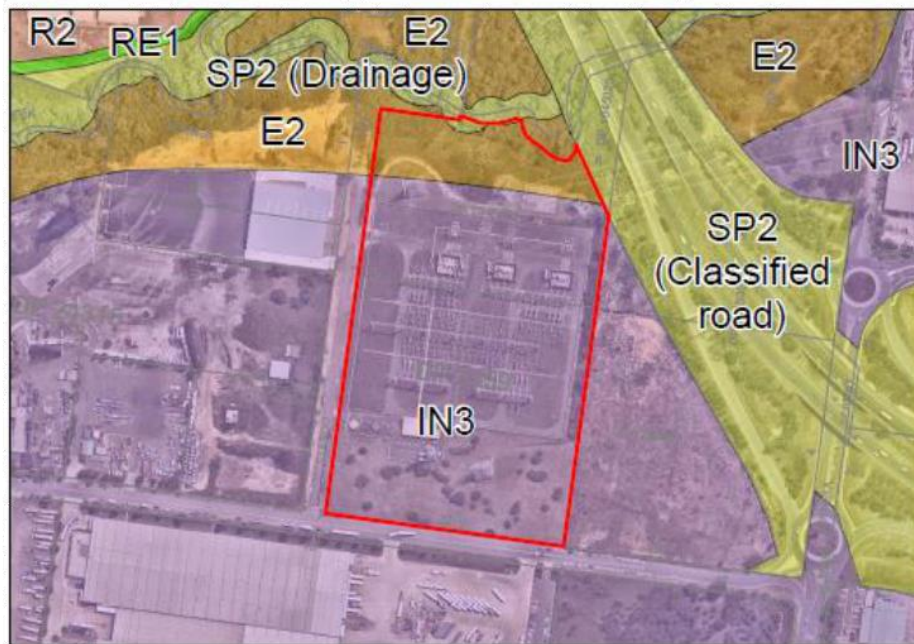 R2
RE1
E2
SP2 (Drainage)
E2
E2
IN3
SP2
(Classified
road)
IN3